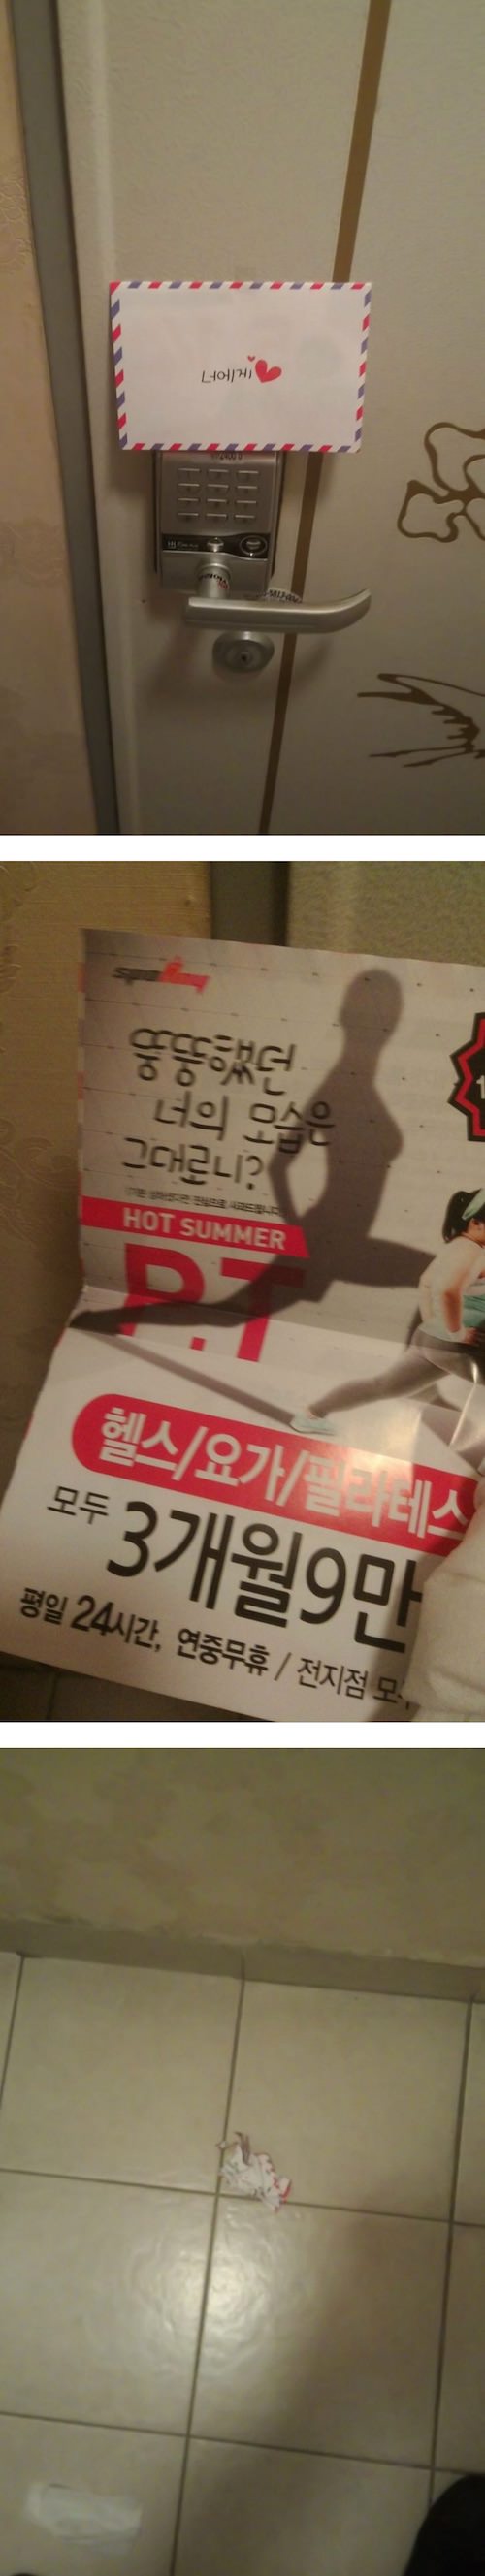 너에게
뚱뚱했던
너의 모습은
그대로니?
HOT SUMMER
P.T
헬스/요가/필라테스
모두 3개월9만
평일 24시간, 연중무휴 / 전지점